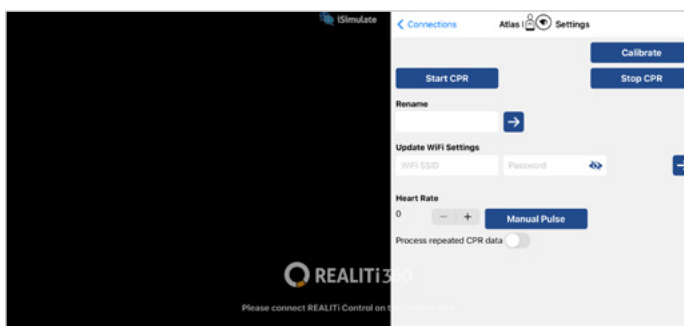 iSimulate
Connections
Atlas
Settings
Calibrate
Start CPR
Stop CPR
Rename
Update WiFi Settings
WiFi SSID
Password
Heart Rate
0
- +
Manual Pulse
Process repeated CPR data
REALITi360
Please connect REALITi Control on